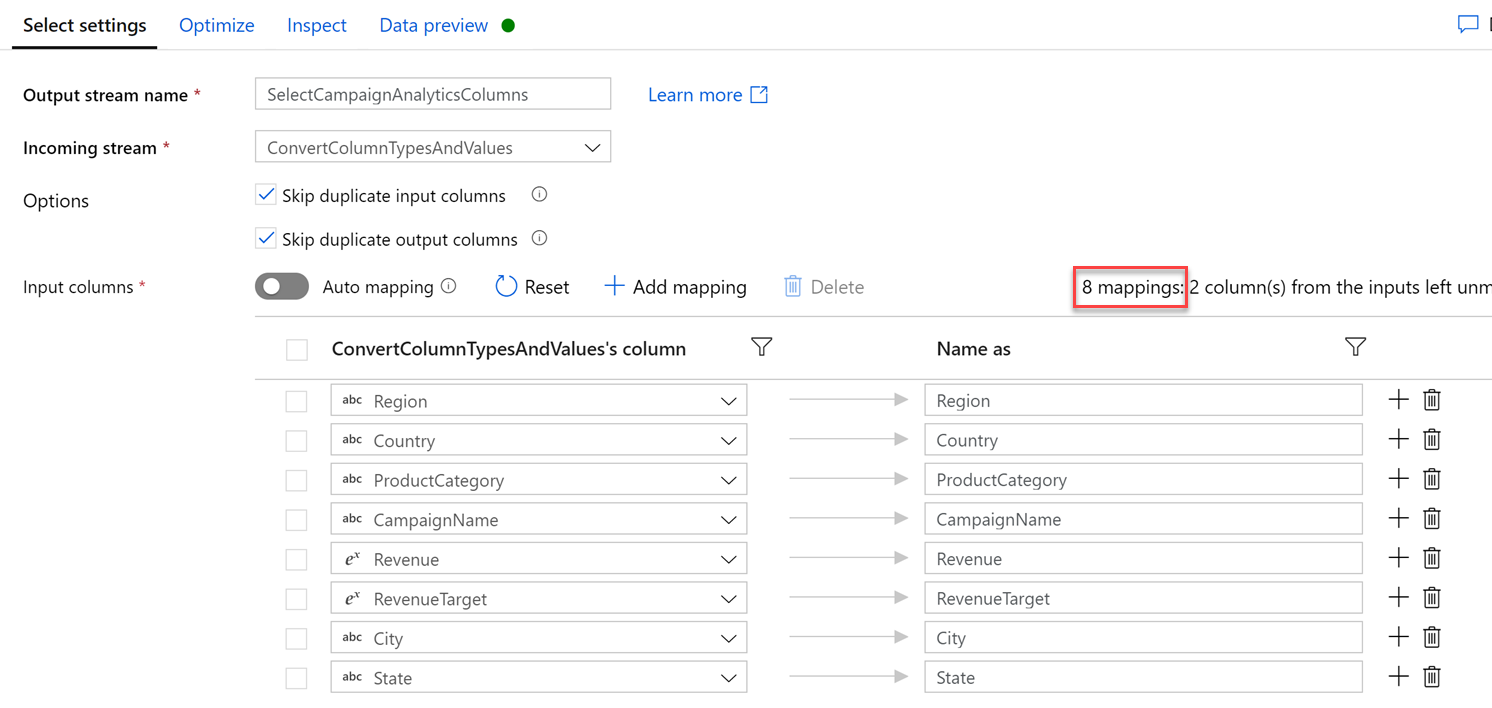 Select settings Optimize Inspect Data preview
Output stream name * SelectCampaignAnalyticsColumns Learn more
Incoming stream * ConvertColumnTypesAndValues
Options Skip duplicate input columns
Skip duplicate output columns
Input columns * Auto mapping Reset Add mapping Delete 8 mappings: 2 column(s) from the inputs left
ConvertColumnTypesAndValues's column Name as
abc Region Region
abc Country Country
abc ProductCategory ProductCategory
abc CampaignName CampaignName
eˣ Revenue Revenue
eˣ RevenueTarget RevenueTarget
abc City City
abc State State